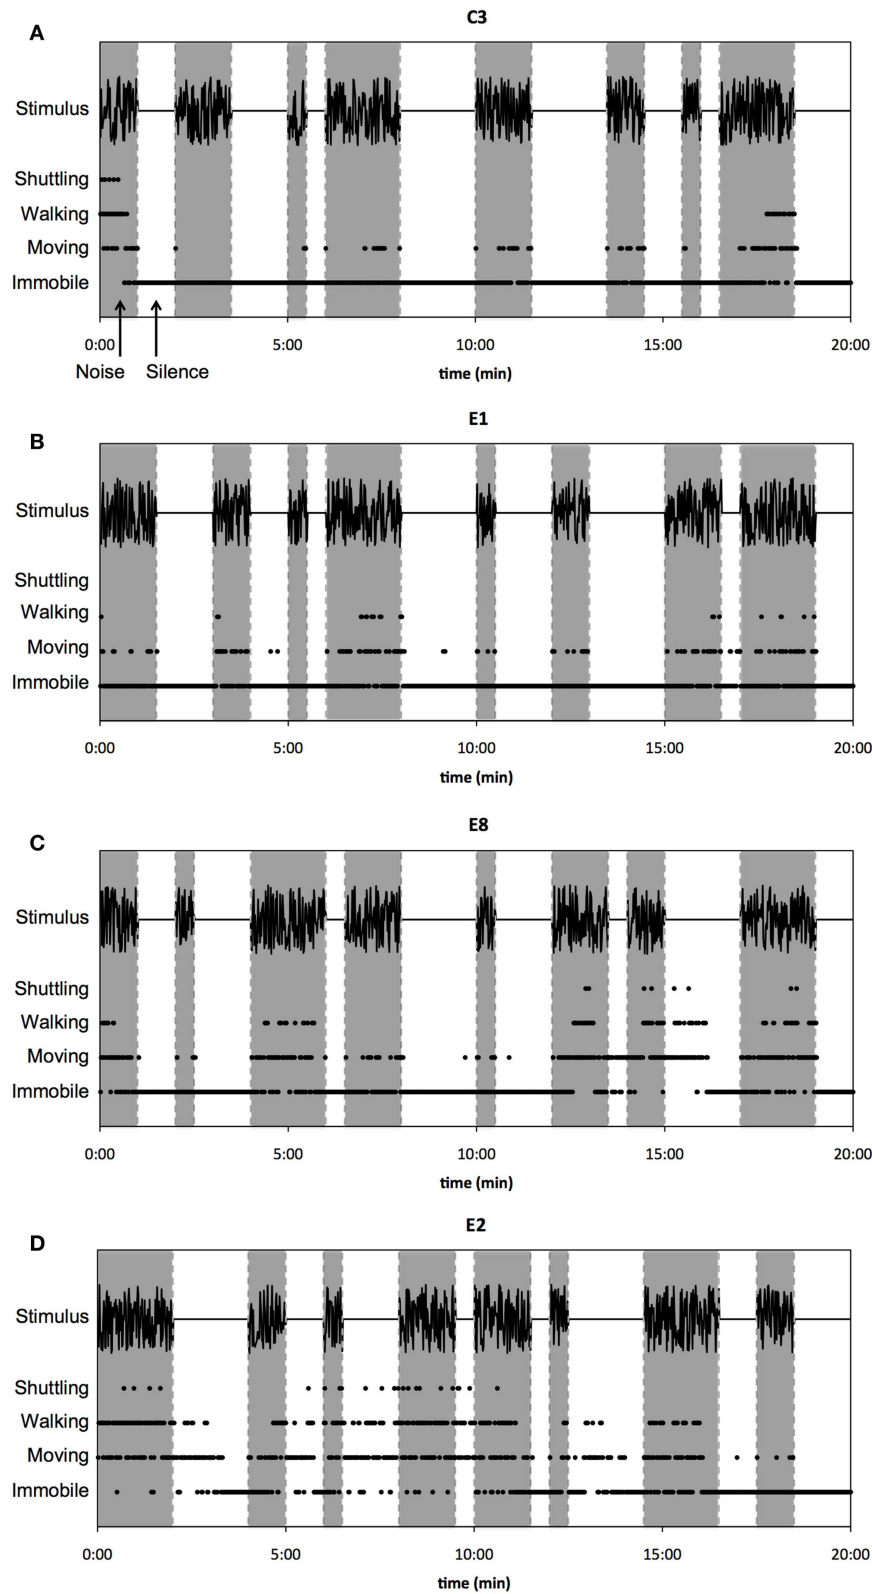 A
C3
Stimulus
Shuttling
Walking
Moving
Immobile
0:00 5:00 10:00 15:00 20:00
Noise Silence
time (min)
B
E1
Stimulus
Shuttling
Walking
Moving
Immobile
0:00 5:00 10:00 15:00 20:00
time (min)
C
E8
Stimulus
Shuttling
Walking
Moving
Immobile
0:00 5:00 10:00 15:00 20:00
time (min)
D
E2
Stimulus
Shuttling
Walking
Moving
Immobile
0:00 5:00 10:00 15:00 20:00
time (min)